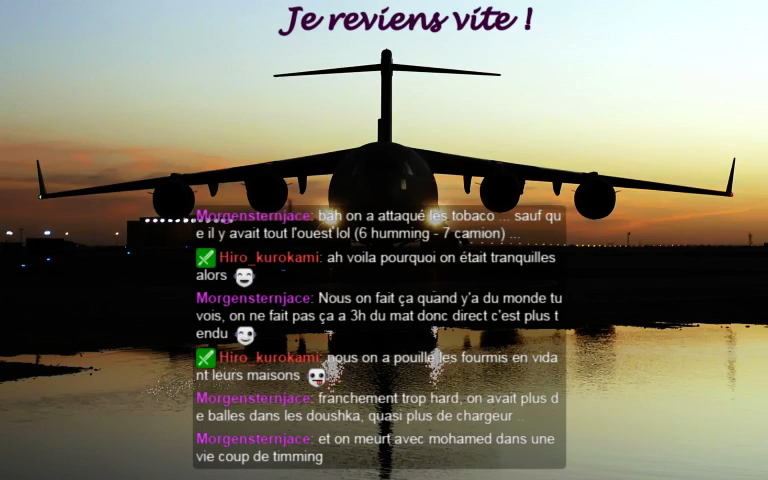 Je reviens vite !
Morgensternjace: bah on a attaqué les tobaco ... sauf qu
e il y avait tout l'ouest lol (6 humming - 7 camion) ...
Hiro_kurokami: ah voila pourquoi on était tranquilles
alors
Morgensternjace: Nous on fait ça quand y'a du monde tu
vois, on ne fait pas ça a 3h du mat donc direct c'est plus t
endu
Hiro_kurokami: nous on a pouillé les fourmis en vida
nt leurs maisons
Morgensternjace: franchement trop hard, on avait plus d
e balles dans les doushka, quasi plus de chargeur ..
Morgensternjace: et on meurt avec mohamed dans une
vie coup de timming